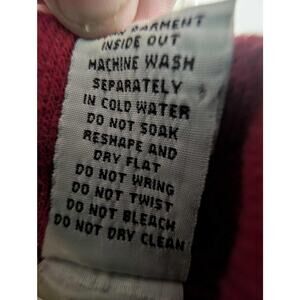 GARMENT
INSIDE OUT
MACHINE WASH
SEPARATELY
IN COLD WATER
DO NOT SOAK
RESHAPE AND
DRY FLAT
DO NOT WRING
DO NOT TWIST
DO NOT BLEACH
DO NOT DRY CLEAN